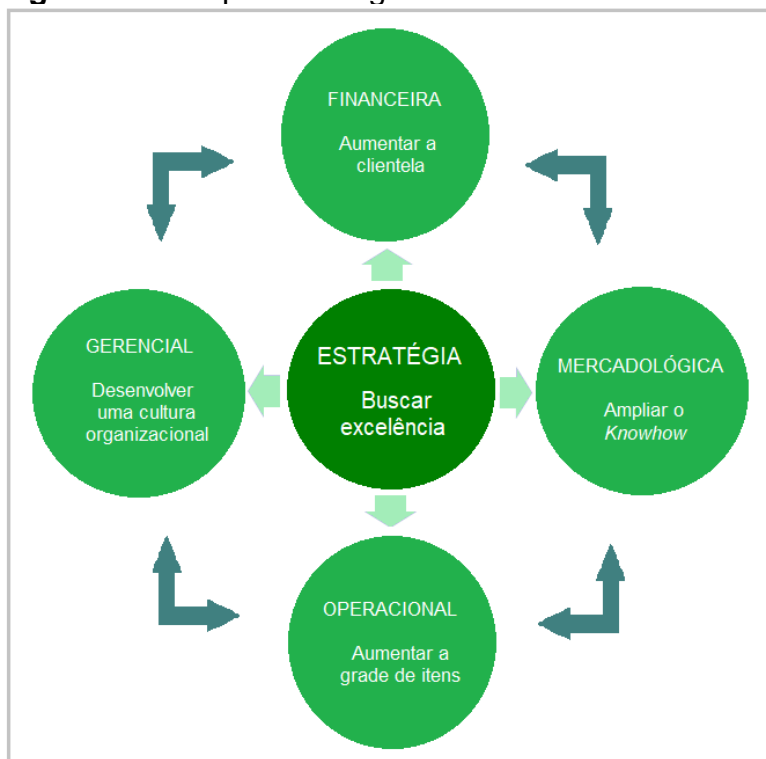 FINANCEIRA
Aumentar a
clientela
GERENCIAL
Desenvolver
uma cultura
organizacional
ESTRATÉGIA
Buscar
excelência
MERCADOLÓGICA
Ampliar o
Knowhow
OPERACIONAL
Aumentar a
grade de itens